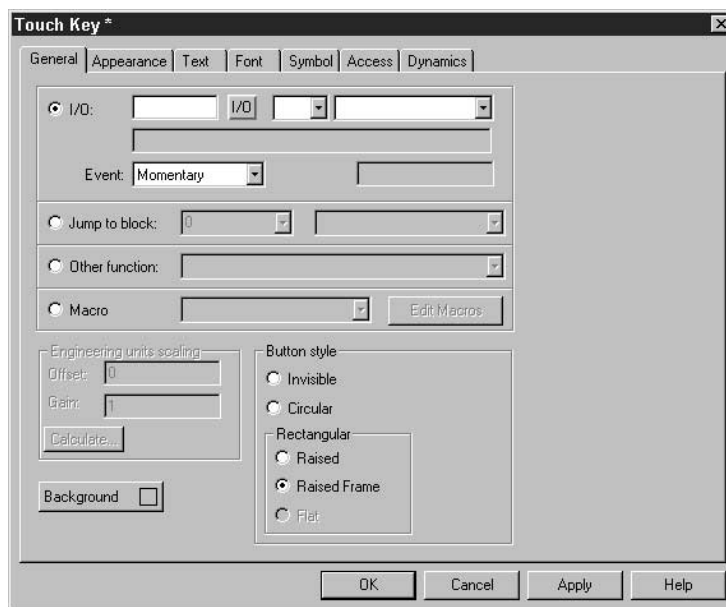 Touch Key *
General Appearance Text Font Symbol Access Dynamics
I/O: I/O
Event: Momentary
Jump to block: 0
Other function:
Macro Edit Macros
Engineering units scaling
Offset: 0
Gain: 1
Calculate...
Background
Button style
Invisible
Circular
Rectangular
Raised
Raised Frame
Flat
OK Cancel Apply Help